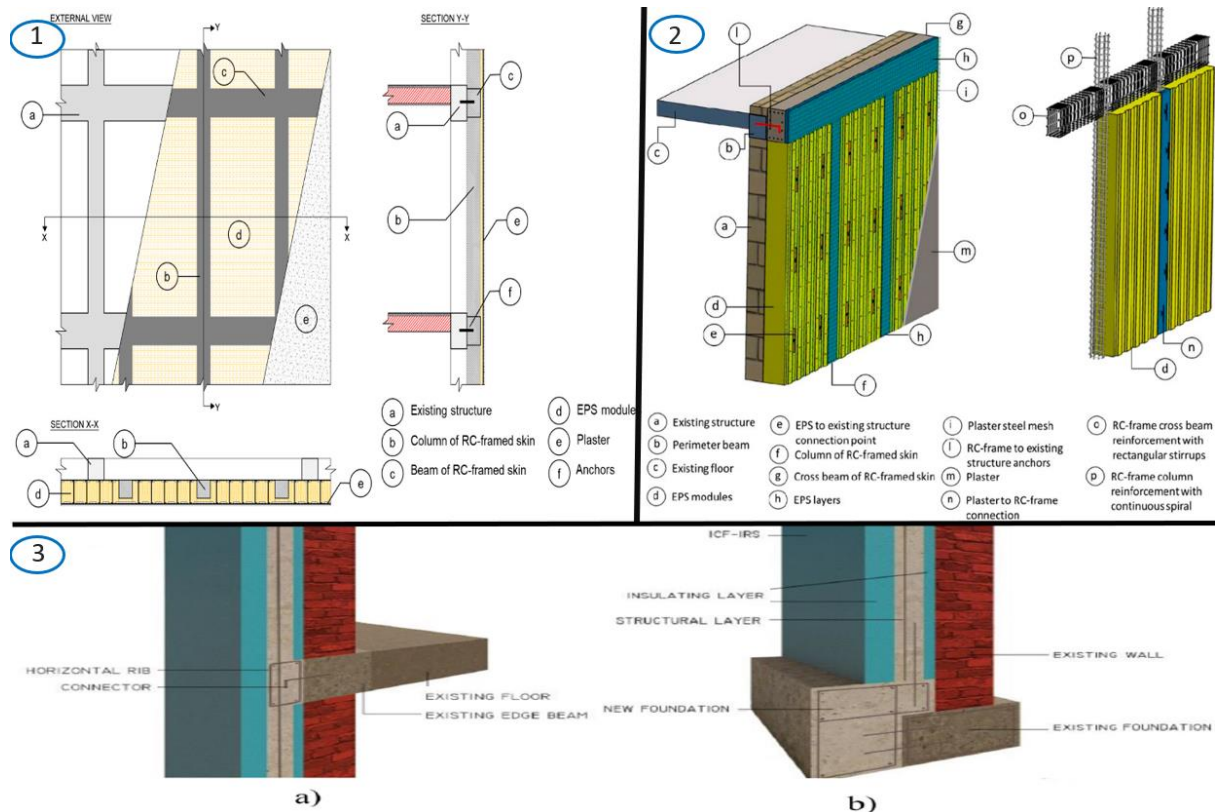 1
EXTERNAL VIEW
Y
c
a
b
d
e
X
X
Y
SECTION Y-Y
c
a
b
e
f
SECTION X-X
a
b
d
e
a Existing structure
b Column of RC-framed skin
c Beam of RC-framed skin
d EPS module
e Plaster
f Anchors
2
l
g
h
i
c
b
a
m
d
e
h
f
p
o
n
d
a Existing structure
b Perimeter beam
c Existing floor
d EPS modules
e EPS to existing structure
connection point
f Column of RC-framed skin
g Cross beam of RC-framed skin
h EPS layers
i Plaster steel mesh
l RC-frame to existing
structure anchors
m Plaster
n Plaster to RC-frame
connection
o RC-frame cross beam
reinforcement with
rectangular stirrups
p RC-frame column
reinforcement with
continuous spiral
3
HORIZONTAL RIB
CONNECTOR
EXISTING FLOOR
EXISTING EDGE BEAM
a)
ICF-IRS
INSULATING LAYER
STRUCTURAL LAYER
EXISTING WALL
NEW FOUNDATION
EXISTING FOUNDATION
b)